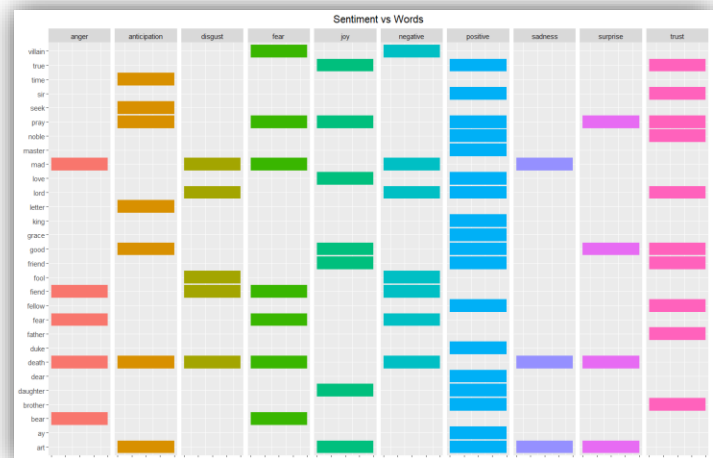 Sentiment vs Words
anger anticipation disgust fear joy negative positive sadness surprise trust
villain
true
time
sir
seek
pray
noble
master
mad
love
lord
letter
king
grace
good
friend
fool
fiend
fellow
fear
father
duke
death
dear
daughter
brother
bear
ay
art